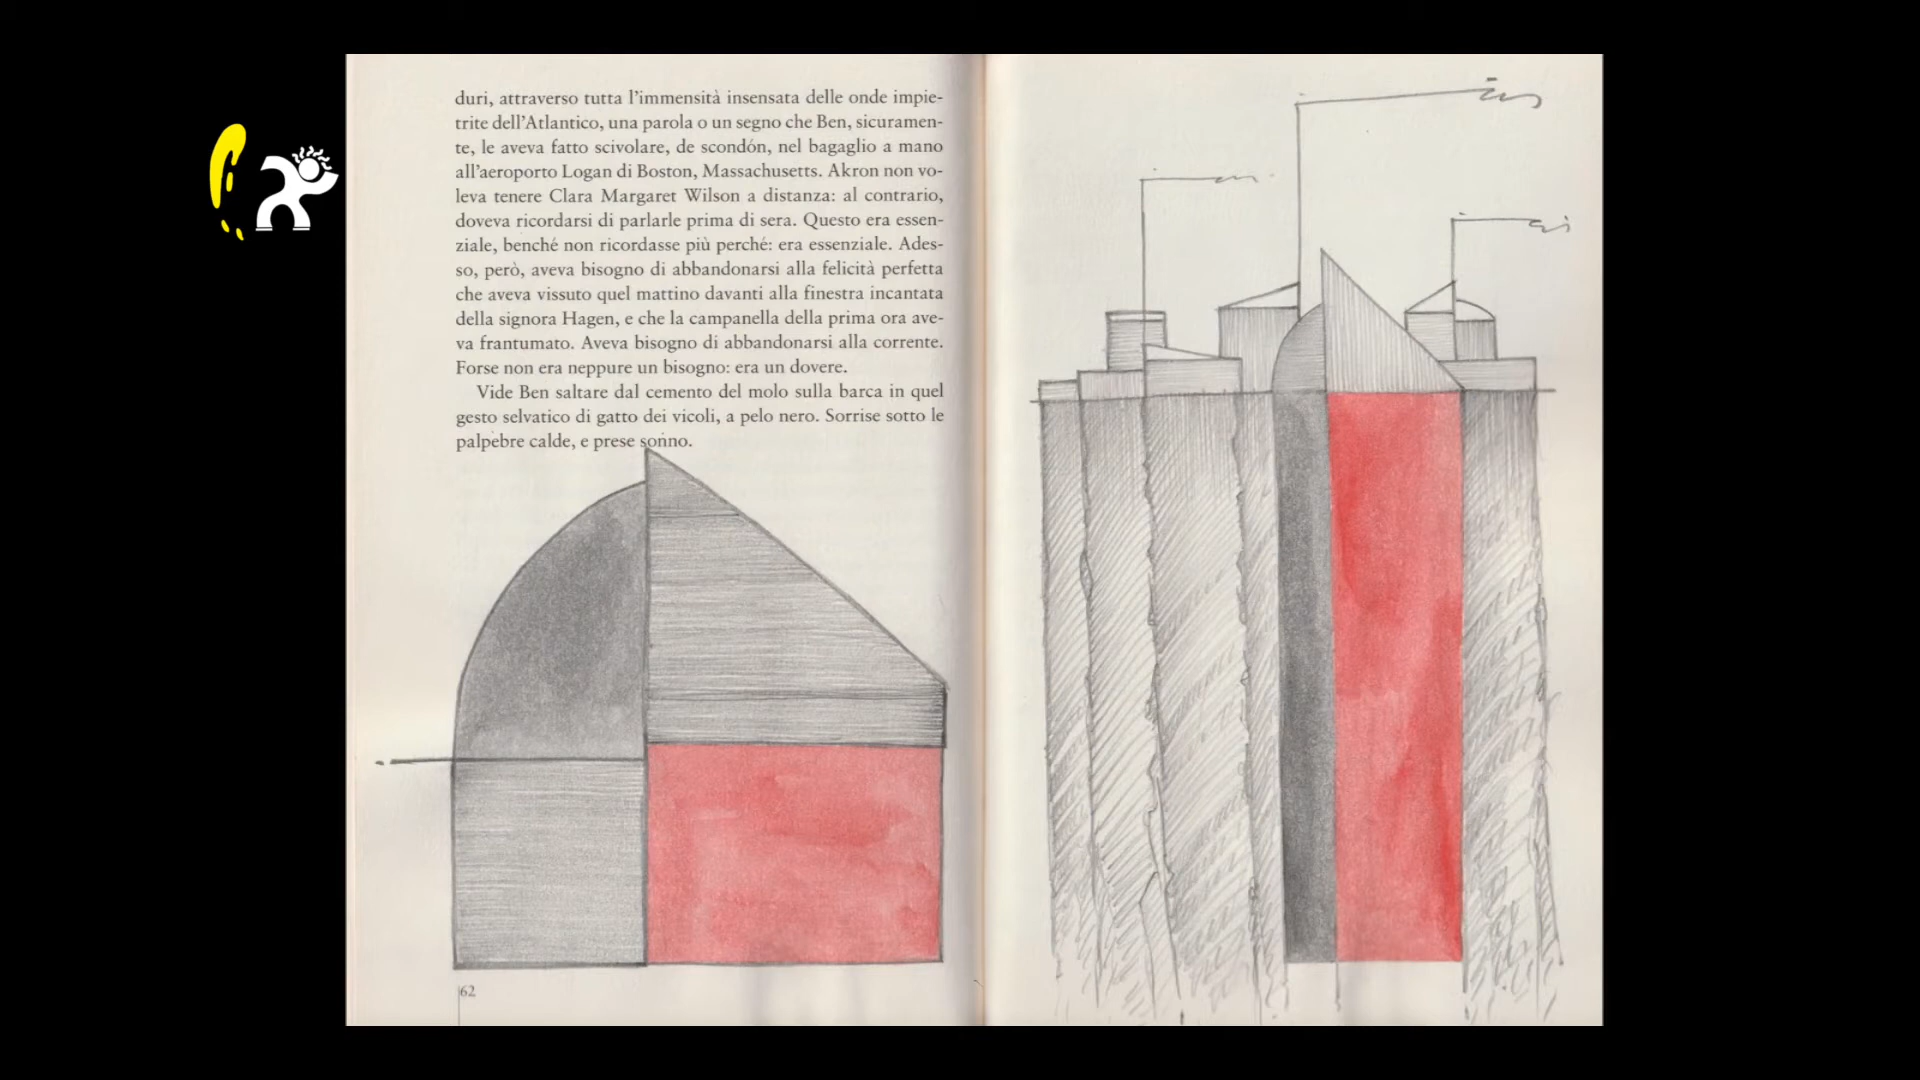 duri, attraverso tutta l'immensità insensata delle onde impie-
trite dell'Atlantico, una parola o un segno che Ben, sicuramen-
te, le aveva fatto scivolare, de scondón, nel bagaglio a mano
all'aeroporto Logan di Boston, Massachusetts. Akron non vo-
leva tenere Clara Margaret Wilson a distanza: al contrario,
doveva ricordarsi di parlarle prima di sera. Questo era essen-
ziale, benché non ricordasse più perché: era essenziale. Ades-
so, però, aveva bisogno di abbandonarsi alla felicità perfetta
che aveva vissuto quel mattino davanti alla finestra incantata
della signora Hagen, e che la campanella della prima ora ave-
va frantumato. Aveva bisogno di abbandonarsi alla corrente.
Forse non era neppure un bisogno: era un dovere.
Vide Ben saltare dal cemento del molo sulla barca in quel
gesto selvatico di gatto dei vicoli, a pelo nero. Sorrise sotto le
palpebre calde, e prese sonno.
62